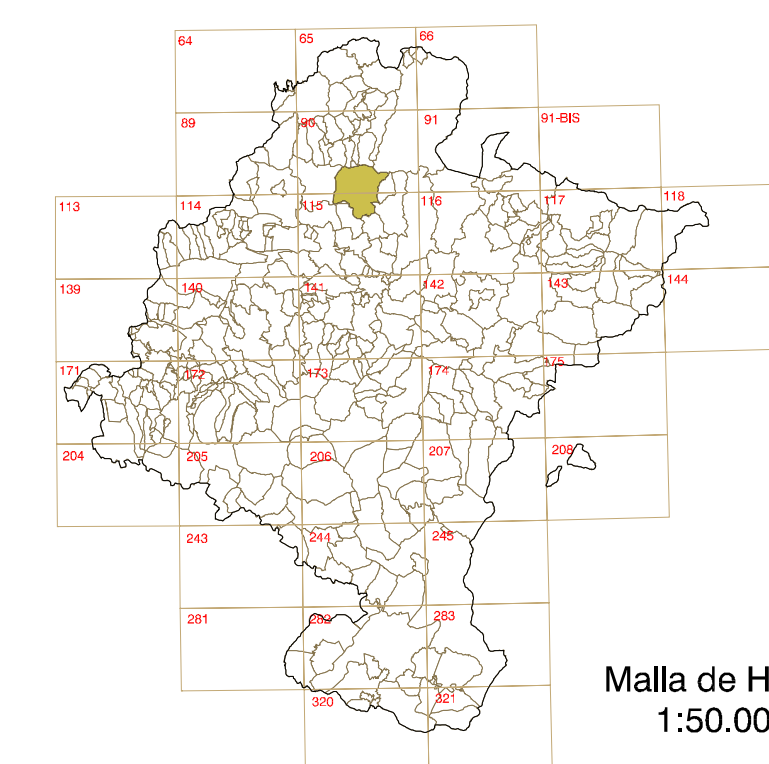 64 65 66
89 90 91 91-BIS
113 114 115 116 117 118
139 140 141 142 143 144
171 172 173 174 175
204 205 206 207 208
243 244 245
281 282 283
320 321
Malla de H
1:50.00